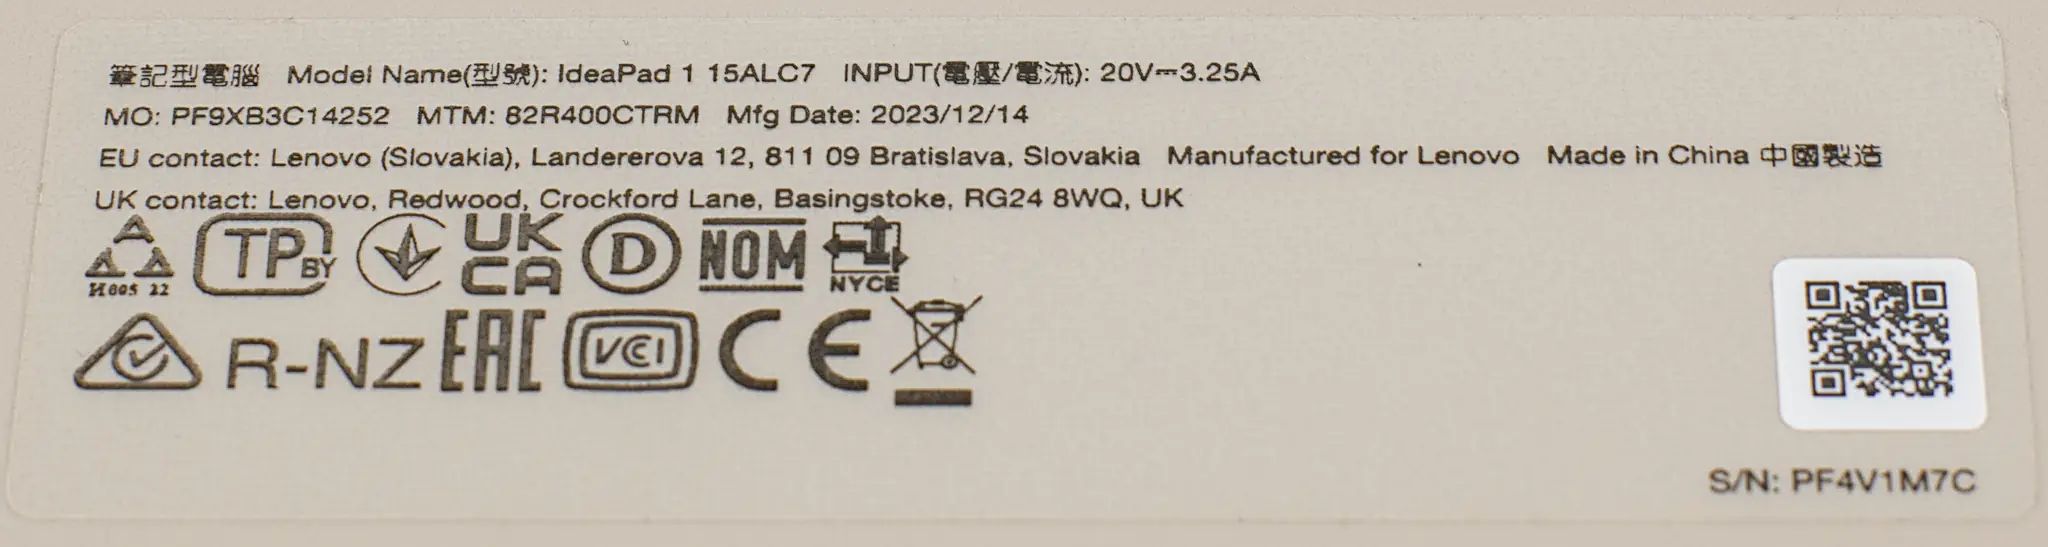 筆記型電腦 Model Name(型號): IdeaPad 1 15ALC7 INPUT(電壓/電流): 20V⎓3.25A
MO: PF9XB3C14252 MTM: 82R400CTRM Mfg Date: 2023/12/14
EU contact: Lenovo (Slovakia), Landererova 12, 811 09 Bratislava, Slovakia Manufactured for Lenovo Made in China 中國製造
UK contact: Lenovo, Redwood, Crockford Lane, Basingstoke, RG24 8WQ, UK
TP BY UK CA D NOM NYCE
И005 22
R-NZ EAC VCCI CE
S/N: PF4V1M7C